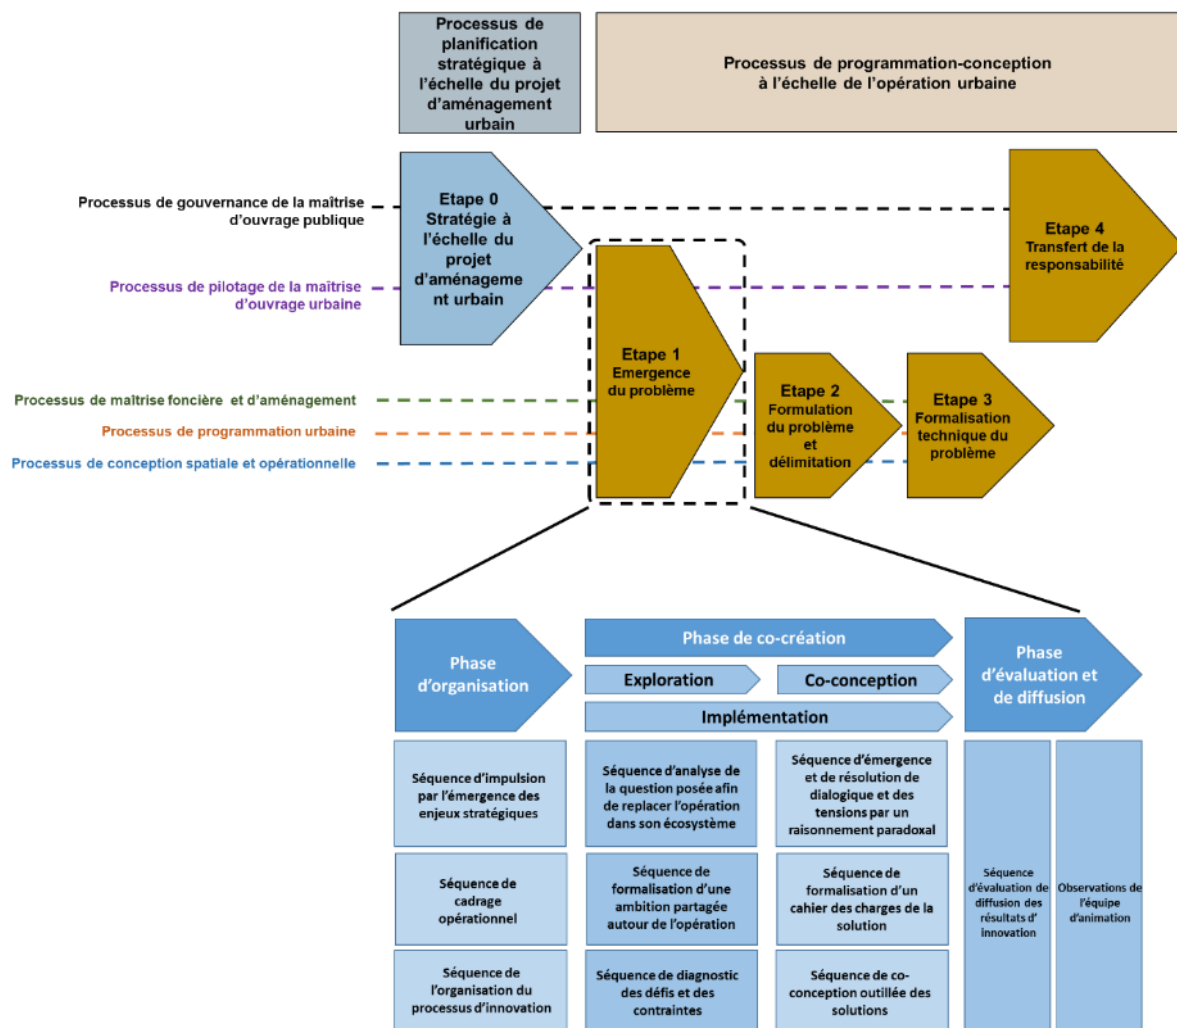 Processus de
planification
stratégique à
l'échelle du projet
d'aménagement
urbain
Processus de programmation-conception
à l'échelle de l'opération urbaine
Processus de gouvernance de la maîtrise
d'ouvrage publique
Etape 0
Stratégie à
l'échelle du
projet
d'aménageme
nt urbain
Etape 4
Transfert de la
responsabilité
Processus de pilotage de la maîtrise
d'ouvrage urbaine
Etape 1
Emergence
du problème
Processus de maîtrise foncière et d'aménagement
Processus de programmation urbaine
Processus de conception spatiale et opérationnelle
Etape 2
Formulation
du problème
et
délimitation
Etape 3
Formalisation
technique du
problème
Phase
d'organisation
Phase de co-création
Exploration
Co-conception
Implémentation
Phase
d'évaluation et
de diffusion
Séquence d'impulsion
par l'émergence des
enjeux stratégiques
Séquence d'analyse de
la question posée afin
de replacer l'opération
dans son écosystème
Séquence d'émergence
et de résolution de
dialogique et des
tensions par un
raisonnement paradoxal
Séquence de
cadrage
opérationnel
Séquence de
formalisation d'une
ambition partagée
autour de l'opération
Séquence de
formalisation d'un
cahier des charges de la
solution
Séquence
d'évaluation de
diffusion des
résultats d'
innovation
Observations de
l'équipe
d'animation
Séquence de
l'organisation du
processus d'innovation
Séquence de diagnostic
des défis et des
contraintes
Séquence de co-
conception outillée des
solutions